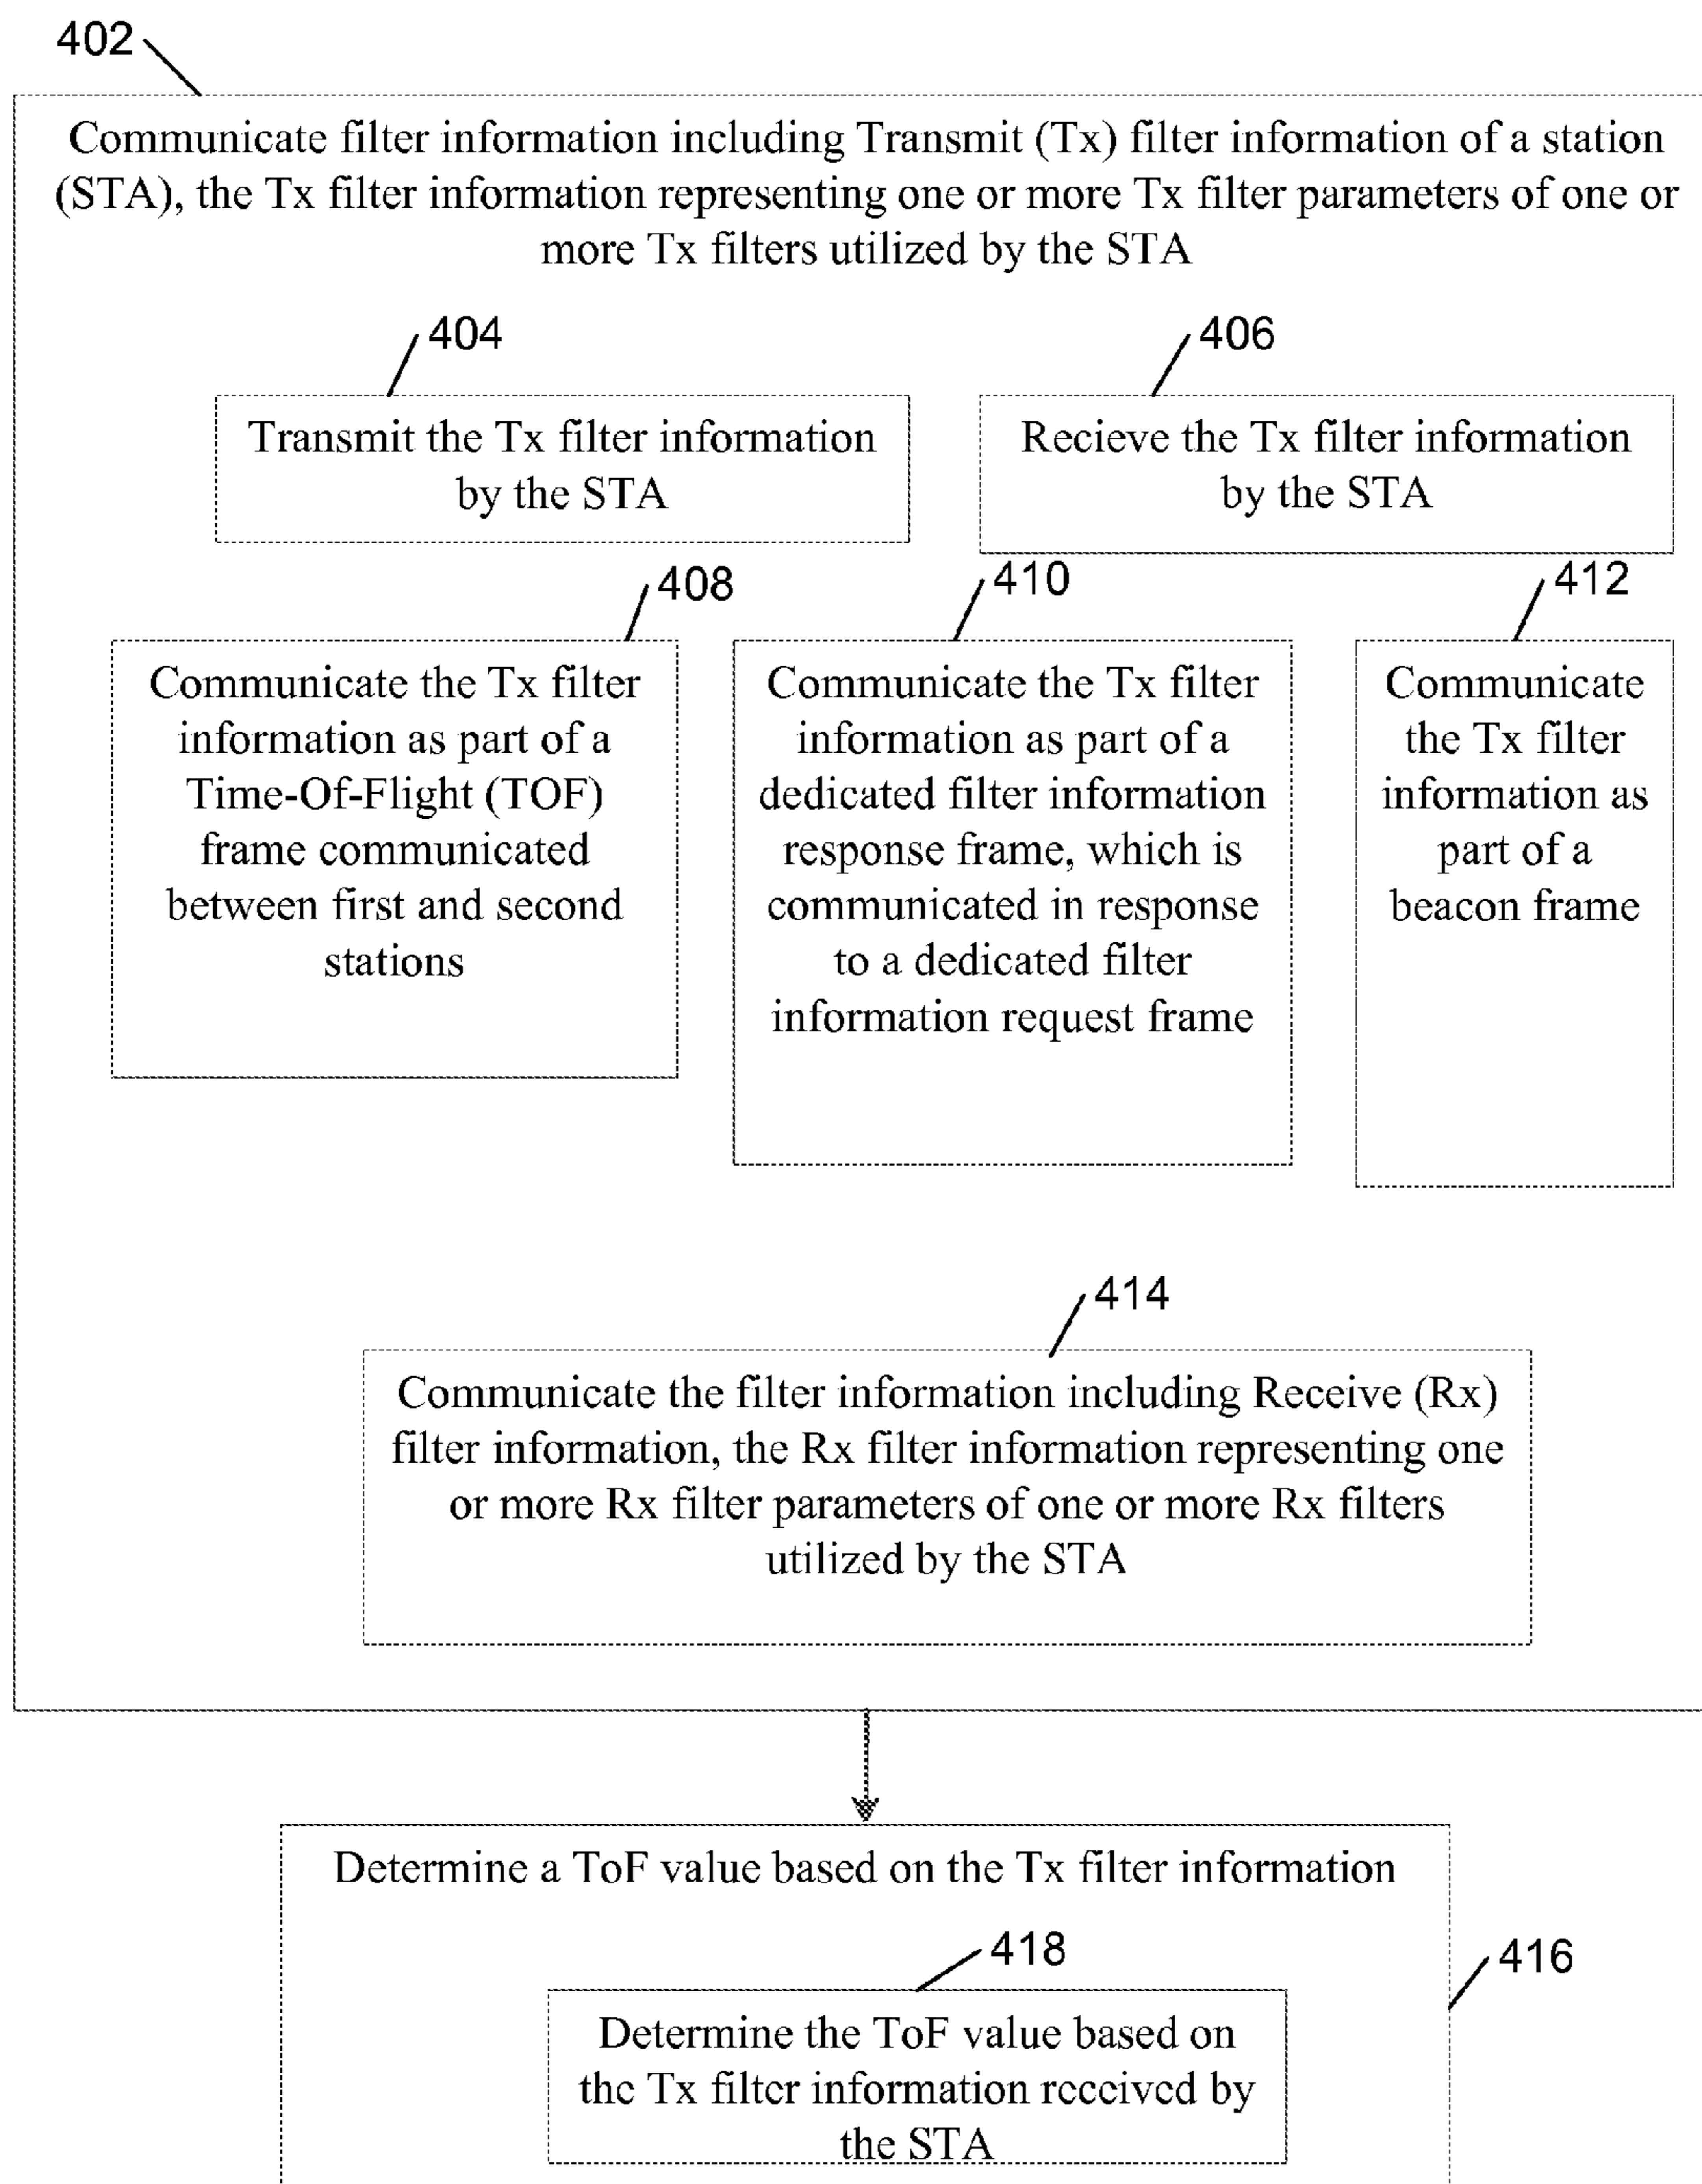 402
Communicate filter information including Transmit (Tx) filter information of a station
(STA), the Tx filter information representing one or more Tx filter parameters of one or
more Tx filters utilized by the STA
404
Transmit the Tx filter information
by the STA
406
Recieve the Tx filter information
by the STA
408
Communicate the Tx filter
information as part of a
Time-Of-Flight (TOF)
frame communicated
between first and second
stations
410
Communicate the Tx filter
information as part of a
dedicated filter information
response frame, which is
communicated in response
to a dedicated filter
information request frame
412
Communicate
the Tx filter
information as
part of a
beacon frame
414
Communicate the filter information including Receive (Rx)
filter information, the Rx filter information representing one
or more Rx filter parameters of one or more Rx filters
utilized by the STA
Determine a ToF value based on the Tx filter information
416
418
Determine the ToF value based on
the Tx filter information received by
the STA